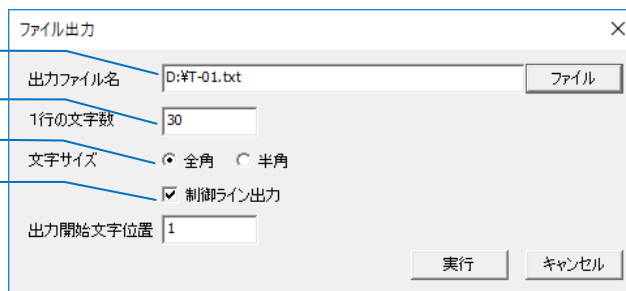 ファイル出力
出力ファイル名 D:¥T-01.txt ファイル
1行の文字数 30
文字サイズ 全角 半角
制御ライン出力
出力開始文字位置 1
実行 キャンセル